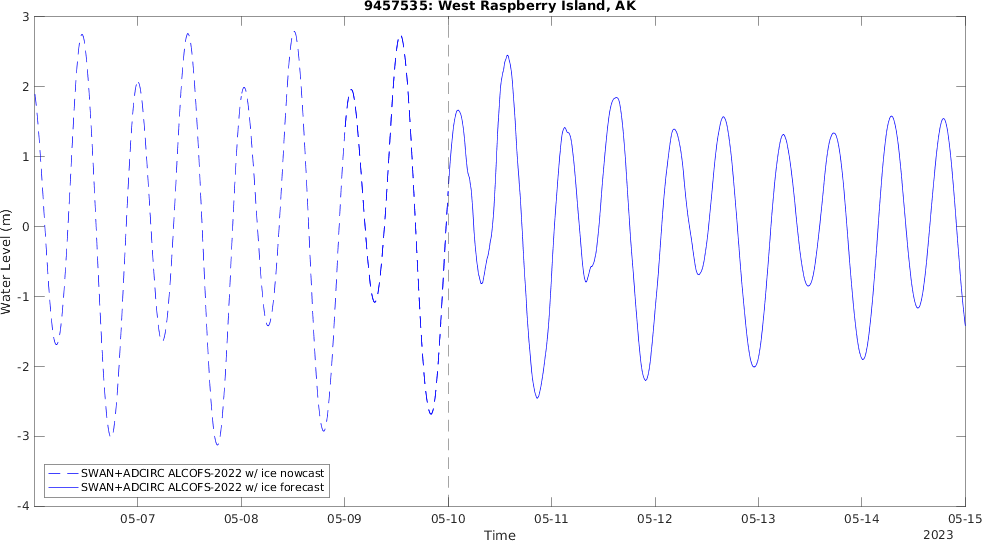 9457535: West Raspberry Island, AK
3
2
1
0
-1
-2
-3
-4
Water Level (m)
SWAN+ADCIRC ALCOFS-2022 w/ ice nowcast
SWAN+ADCIRC ALCOFS-2022 w/ ice forecast
05-07 05-08 05-09 05-10 05-11 05-12 05-13 05-14 05-15
Time
2023